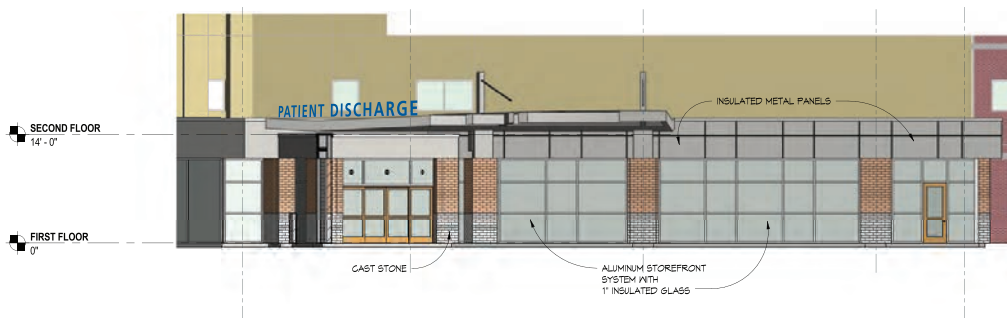 PATIENT DISCHARGE
INSULATED METAL PANELS
SECOND FLOOR
14' - 0"
FIRST FLOOR
0"
CAST STONE
ALUMINUM STOREFRONT
SYSTEM WITH
1" INSULATED GLASS